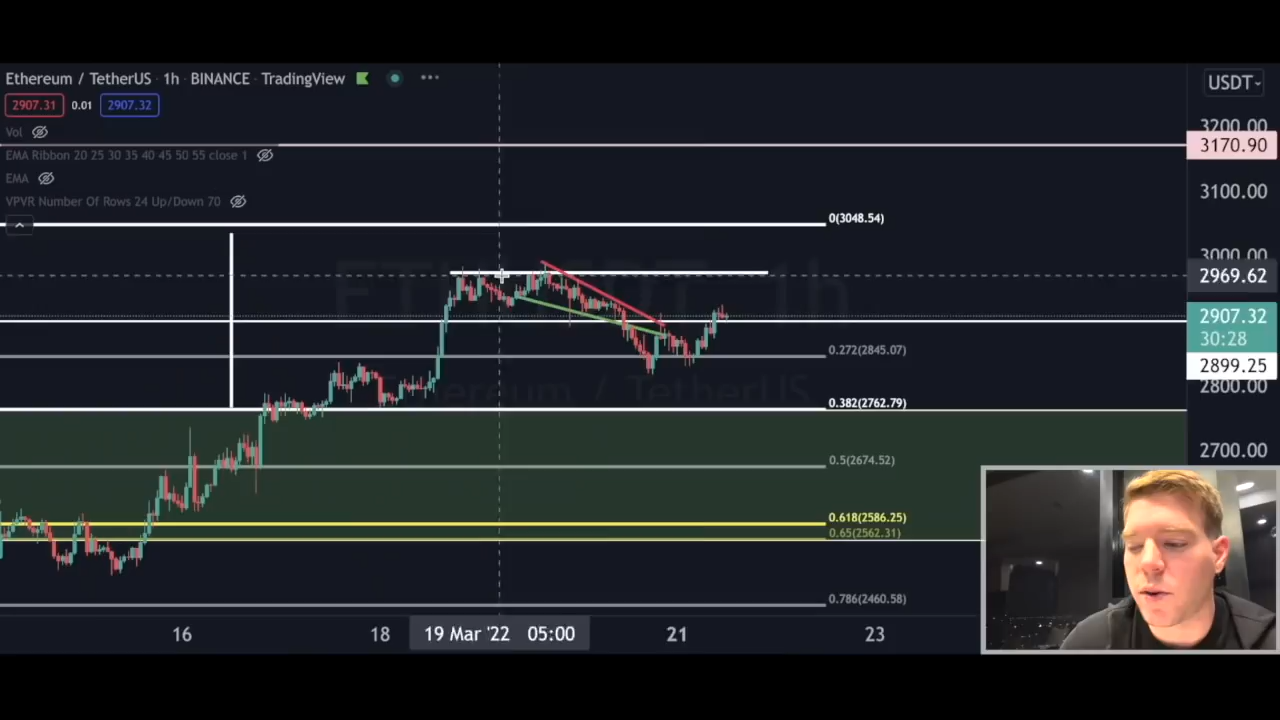 Ethereum / TetherUS · 1h · BINANCE · TradingView
USDT
2907.31 0.01 2907.32
Vol
EMA Ribbon 20 25 30 35 40 45 50 55 close 1
EMA
VPVR Number Of Rows 24 Up/Down 70
3200.00
3170.90
3100.00
0(3048.54)
3000.00
2969.62
2907.32
30:28
0.272(2845.07)
2899.25
2800.00
Ethereum / TetherUS
0.382(2762.79)
0.5(2674.52)
2700.00
0.618(2586.25)
0.65(2562.31)
0.786(2460.58)
16 18 19 Mar '22 05:00 21 23